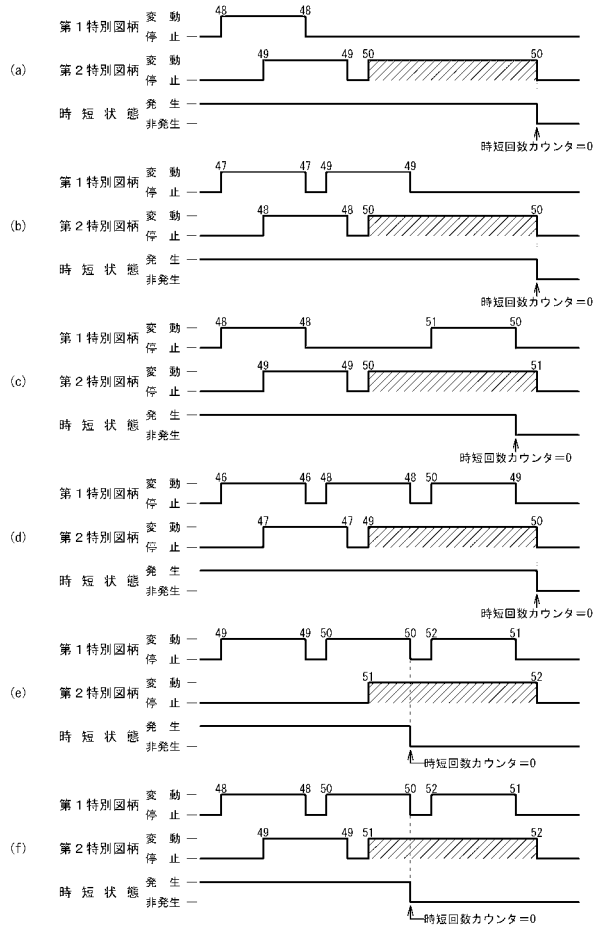 48 48
第1特別図柄 変 動
停 止
49 49 50 50
(a) 第2特別図柄 変 動
停 止
時 短 状 態 発 生
非発生
時短回数カウンタ=0
47 47 49 49
第1特別図柄 変 動
停 止
48 48 50 50
(b) 第2特別図柄 変 動
停 止
時 短 状 態 発 生
非発生
時短回数カウンタ=0
48 48 51 50
第1特別図柄 変 動
停 止
49 49 50 51
(c) 第2特別図柄 変 動
停 止
時 短 状 態 発 生
非発生
時短回数カウンタ=0
46 46 48 48 50 49
第1特別図柄 変 動
停 止
47 47 49 50
(d) 第2特別図柄 変 動
停 止
時 短 状 態 発 生
非発生
時短回数カウンタ=0
49 49 50 50 52 51
第1特別図柄 変 動
停 止
51 52
(e) 第2特別図柄 変 動
停 止
時 短 状 態 発 生
非発生
時短回数カウンタ=0
48 48 50 50 52 51
第1特別図柄 変 動
停 止
49 49 51 52
(f) 第2特別図柄 変 動
停 止
時 短 状 態 発 生
非発生
時短回数カウンタ=0